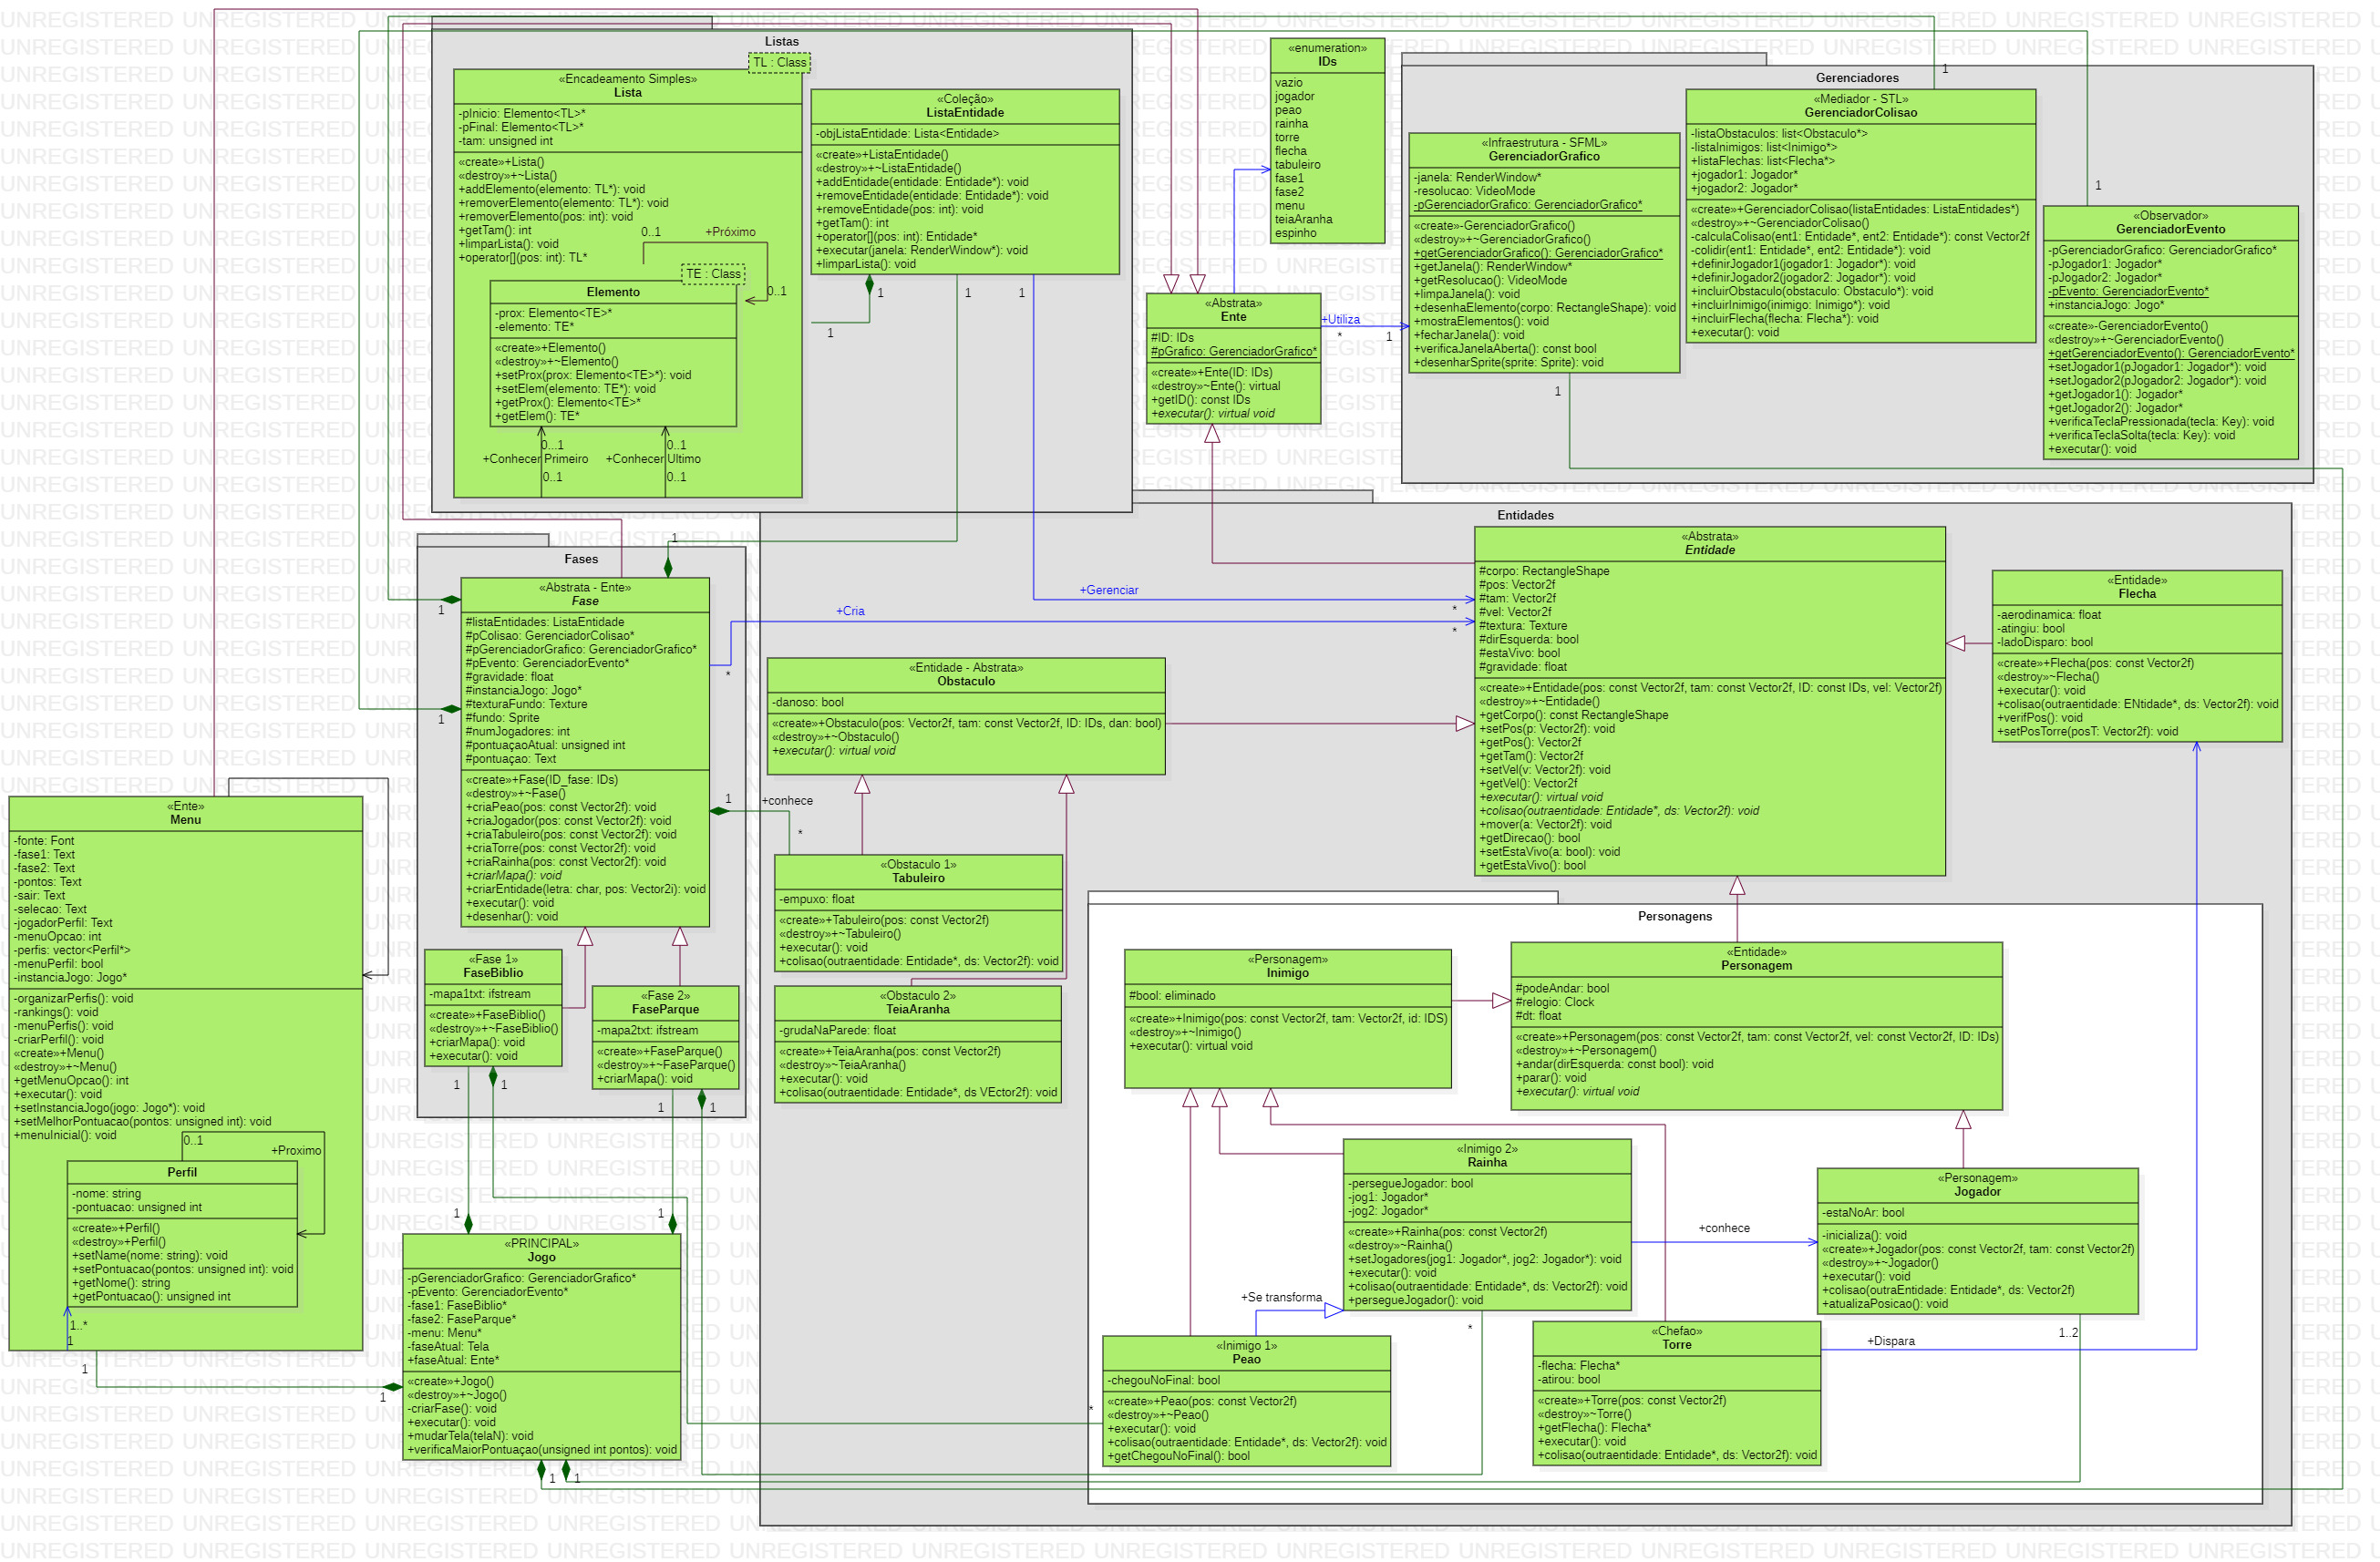 Listas
TL : Class
«Encadeamento Simples»
Lista
-pInicio: Elemento<TL>*
-pFinal: Elemento<TL>*
-tam: unsigned int
«create»+Lista()
«destroy»+~Lista()
+addElemento(elemento: TL*): void
+removerElemento(elemento: TL*): void
+removerElemento(pos: int): void
+getTam(): int
+limparLista(): void
+operator[](pos: int): TL*
0..1
+Próximo
0..1
TE : Class
Elemento
-prox: Elemento<TE>*
-elemento: TE*
«create»+Elemento()
«destroy»+~Elemento()
+setProx(prox: Elemento<TE>*): void
+setElem(elemento: TE*): void
+getProx(): Elemento<TE>*
+getElem(): TE*
0..1
0..1
+Conhecer Primeiro
+Conhecer Ultimo
0..1
0..1
«Coleção»
ListaEntidade
-objListaEntidade: Lista<Entidade>
«create»+ListaEntidade()
«destroy»+~ListaEntidade()
+addEntidade(entidade: Entidade*): void
+removeEntidade(entidade: Entidade*): void
+removeEntidade(pos: int): void
+getTam(): int
+operator[](pos: int): Entidade*
+executar(janela: RenderWindow*): void
+limparLista(): void
1
1
1
1
«enumeration»
IDs
vazio
jogador
peao
rainha
torre
flecha
tabuleiro
fase1
fase2
menu
teiaAranha
espinho
«Abstrata»
Ente
#ID: IDs
#pGrafico: GerenciadorGrafico*
«create»+Ente(ID: IDs)
«destroy»~Ente(): virtual
+getID(): const IDs
+executar(): virtual void
+Utiliza
*
1
Gerenciadores
«Infraestrutura - SFML»
GerenciadorGrafico
-janela: RenderWindow*
-resolucao: VideoMode
-pGerenciadorGrafico: GerenciadorGrafico*
«create»-GerenciadorGrafico()
«destroy»+~GerenciadorGrafico()
+getGerenciadorGrafico(): GerenciadorGrafico*
+getJanela(): RenderWindow*
+getResolucao(): VideoMode
+limpaJanela(): void
+desenhaElemento(corpo: RectangleShape): void
+mostraElementos(): void
+fecharJanela(): void
+verificaJanelaAberta(): const bool
+desenharSprite(sprite: Sprite): void
1
1
«Mediador - STL»
GerenciadorColisao
-listaObstaculos: list<Obstaculo*>
-listaInimigos: list<Inimigo*>
+listaFlechas: list<Flecha*>
+jogador1: Jogador*
+jogador2: Jogador*
«create»+GerenciadorColisao(listaEntidades: ListaEntidades*)
«destroy»+~GerenciadorColisao()
-calculaColisao(ent1: Entidade*, ent2: Entidade*): const Vector2f
-colidir(ent1: Entidade*, ent2: Entidade*): void
+definirJogador1(jogador1: Jogador*): void
+definirJogador2(jogador2: Jogador*): void
+incluirObstaculo(obstaculo: Obstaculo*): void
+incluirInimigo(inimigo: Inimigo*): void
+incluirFlecha(flecha: Flecha*): void
+executar(): void
1
«Observador»
GerenciadorEvento
-pGerenciadorGrafico: GerenciadorGrafico*
-pJogador1: Jogador*
-pJogador2: Jogador*
-pEvento: GerenciadorEvento*
+instanciaJogo: Jogo*
«create»-GerenciadorEvento()
«destroy»+~GerenciadorEvento()
+getGerenciadorEvento(): GerenciadorEvento*
+setJogador1(pJogador1: Jogador*): void
+setJogador2(pJogador2: Jogador*): void
+getJogador1(): Jogador*
+getJogador2(): Jogador*
+verificaTeclaPressionada(tecla: Key): void
+verificaTeclaSolta(tecla: Key): void
+executar(): void
Fases
1
«Abstrata - Ente»
Fase
#listaEntidades: ListaEntidade
#pColisao: GerenciadorColisao*
#pGerenciadorGrafico: GerenciadorGrafico*
#pEvento: GerenciadorEvento*
#gravidade: float
#instanciaJogo: Jogo*
#texturaFundo: Texture
#fundo: Sprite
#numJogadores: int
#pontuaçaoAtual: unsigned int
#pontuaçao: Text
«create»+Fase(ID_fase: IDs)
«destroy»+~Fase()
+criaPeao(pos: const Vector2f): void
+criaJogador(pos: const Vector2f): void
+criaTabuleiro(pos: const Vector2f): void
+criaTorre(pos: const Vector2f): void
+criaRainha(pos: const Vector2f): void
+criarMapa(): void
+criarEntidade(letra: char, pos: Vector2i): void
+executar(): void
+desenhar(): void
1
1
*
1
+conhece
*
«Fase 1»
FaseBiblio
-mapa1txt: ifstream
«create»+FaseBiblio()
«destroy»+~FaseBiblio()
+criarMapa(): void
+executar(): void
1
1
«Fase 2»
FaseParque
-mapa2txt: ifstream
«create»+FaseParque()
«destroy»+~FaseParque()
+criarMapa(): void
1
1
«Ente»
Menu
-fonte: Font
-fase1: Text
-fase2: Text
-pontos: Text
-sair: Text
-selecao: Text
-jogadorPerfil: Text
-menuOpcao: int
-perfis: vector<Perfil*>
-menuPerfil: bool
-instanciaJogo: Jogo*
-organizarPerfis(): void
-rankings(): void
-menuPerfis(): void
-criarPerfil(): void
«create»+Menu()
«destroy»+~Menu()
+getMenuOpcao(): int
+executar(): void
+setInstanciaJogo(jogo: Jogo*): void
+setMelhorPontuacao(pontos: unsigned int): void
+menuInicial(): void
0..1
+Proximo
Perfil
-nome: string
-pontuacao: unsigned int
«create»+Perfil()
«destroy»+Perfil()
+setName(nome: string): void
+setPontuacao(pontos: unsigned int): void
+getNome(): string
+getPontuacao(): unsigned int
1..*
1
1
1
1
1
«PRINCIPAL»
Jogo
-pGerenciadorGrafico: GerenciadorGrafico*
-pEvento: GerenciadorEvento*
-fase1: FaseBiblio*
-fase2: FaseParque*
-menu: Menu*
-faseAtual: Tela
+faseAtual: Ente*
«create»+Jogo()
«destroy»+~Jogo()
-criarFase(): void
+executar(): void
+mudarTela(telaN): void
+verificaMaiorPontuaçao(unsigned int pontos): void
1
1
Entidades
+Gerenciar
*
+Cria
*
«Abstrata»
Entidade
#corpo: RectangleShape
#pos: Vector2f
#tam: Vector2f
#vel: Vector2f
#textura: Texture
#dirEsquerda: bool
#estaVivo: bool
#gravidade: float
«create»+Entidade(pos: const Vector2f, tam: const Vector2f, ID: const IDs, vel: Vector2f)
«destroy»+~Entidade()
+getCorpo(): const RectangleShape
+setPos(p: Vector2f): void
+getPos(): Vector2f
+getTam(): Vector2f
+setVel(v: Vector2f): void
+getVel(): Vector2f
+executar(): virtual void
+colisao(outraentidade: Entidade*, ds: Vector2f): void
+mover(a: Vector2f): void
+getDirecao(): bool
+setEstaVivo(a: bool): void
+getEstaVivo(): bool
«Entidade»
Flecha
-aerodinamica: float
-atingiu: bool
-ladoDisparo: bool
«create»+Flecha(pos: const Vector2f)
«destroy»~Flecha()
+executar(): void
+colisao(outraentidade: ENtidade*, ds: Vector2f): void
+verifPos(): void
+setPosTorre(posT: Vector2f): void
«Entidade - Abstrata»
Obstaculo
-danoso: bool
«create»+Obstaculo(pos: Vector2f, tam: const Vector2f, ID: IDs, dan: bool)
«destroy»+~Obstaculo()
+executar(): virtual void
«Obstaculo 1»
Tabuleiro
-empuxo: float
«create»+Tabuleiro(pos: const Vector2f)
«destroy»+~Tabuleiro()
+executar(): void
+colisao(outraentidade: Entidade*, ds: Vector2f): void
«Obstaculo 2»
TeiaAranha
-grudaNaParede: float
«create»+TeiaAranha(pos: const Vector2f)
«destroy»~TeiaAranha()
+executar(): void
+colisao(outraentidade: Entidade*, ds VEctor2f): void
Personagens
«Personagem»
Inimigo
#bool: eliminado
«create»+Inimigo(pos: const Vector2f, tam: Vector2f, id: IDS)
«destroy»+~Inimigo()
+executar(): virtual void
«Entidade»
Personagem
#podeAndar: bool
#relogio: Clock
#dt: float
«create»+Personagem(pos: const Vector2f, tam: const Vector2f, vel: const Vector2f, ID: IDs)
«destroy»+~Personagem()
+andar(dirEsquerda: const bool): void
+parar(): void
+executar(): virtual void
«Inimigo 2»
Rainha
-persegueJogador: bool
-jog1: Jogador*
-jog2: Jogador*
«create»+Rainha(pos: const Vector2f)
«destroy»~Rainha()
+setJogadores(jog1: Jogador*, jog2: Jogador*): void
+executar(): void
+colisao(outraentidade: Entidade*, ds: Vector2f): void
+persegueJogador(): void
+conhece
*
«Personagem»
Jogador
-estaNoAr: bool
-inicializa(): void
«create»+Jogador(pos: const Vector2f, tam: const Vector2f)
«destroy»+~Jogador()
+executar(): void
+colisao(outraEntidade: Entidade*, ds: Vector2f)
+atualizaPosicao(): void
1..2
+Se transforma
«Inimigo 1»
Peao
-chegouNoFinal: bool
«create»+Peao(pos: const Vector2f)
«destroy»+~Peao()
+executar(): void
+colisao(outraentidade: Entidade*, ds: Vector2f): void
+getChegouNoFinal(): bool
*
«Chefao»
Torre
-flecha: Flecha*
-atirou: bool
«create»+Torre(pos: const Vector2f)
«destroy»~Torre()
+getFlecha(): Flecha*
+executar(): void
+colisao(outraentidade: Entidade*, ds: Vector2f): void
+Dispara